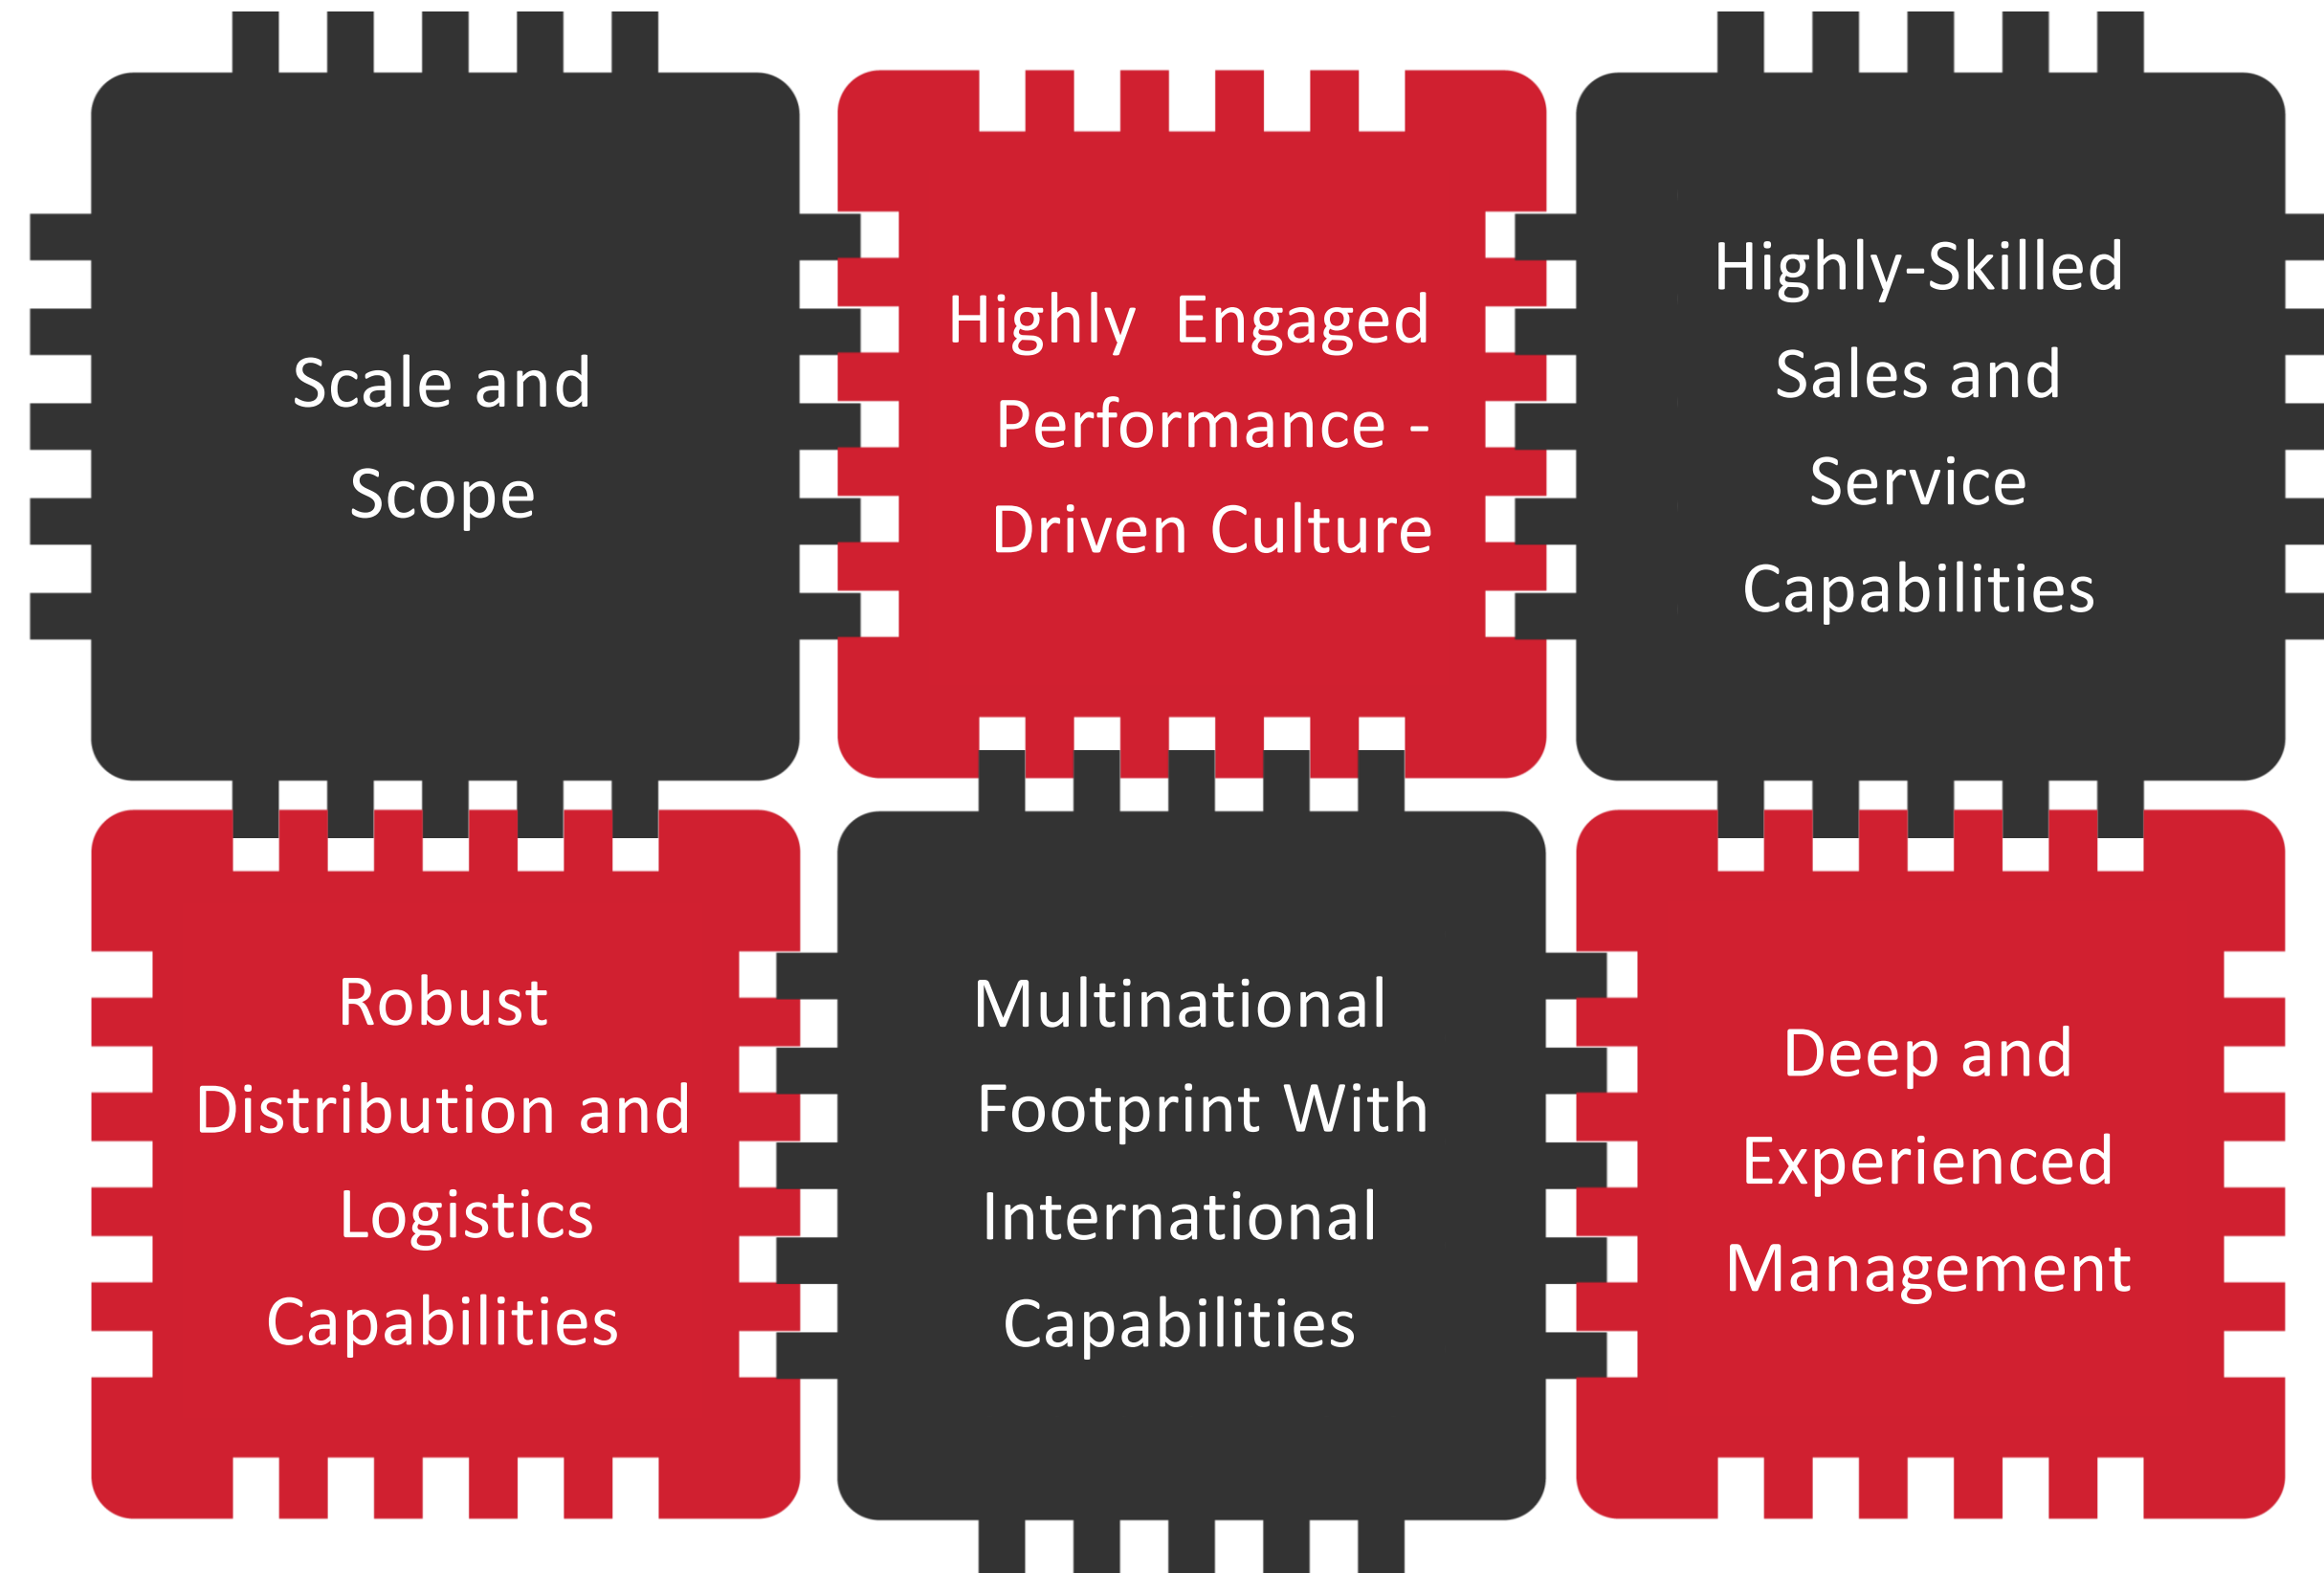 Scale and
Scope
Highly Engaged
Performance -
Driven Culture
Highly-Skilled
Sales and
Service
Capabilities
Robust
Distribution and
Logistics
Capabilities
Multinational
Footprint With
International
Capabilities
Deep and
Experienced
Management